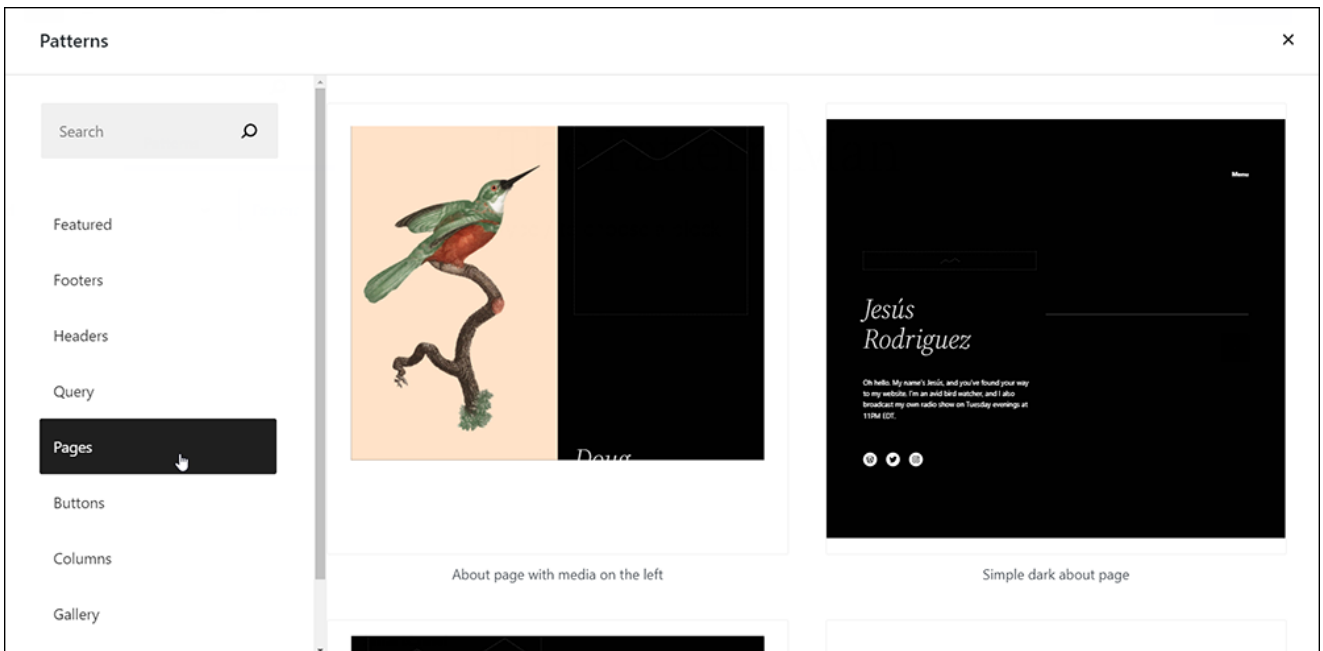 Patterns
Search
Featured
Footers
Headers
Query
Pages
Buttons
Columns
Gallery
Doug
About page with media on the left
Menu
Jesús
Rodriguez
Oh hello. My name's Jesús, and you've found your way
to my website. I'm an avid bird watcher, and I also
broadcast my own radio show on Tuesday evenings at
11PM EDT.
Simple dark about page